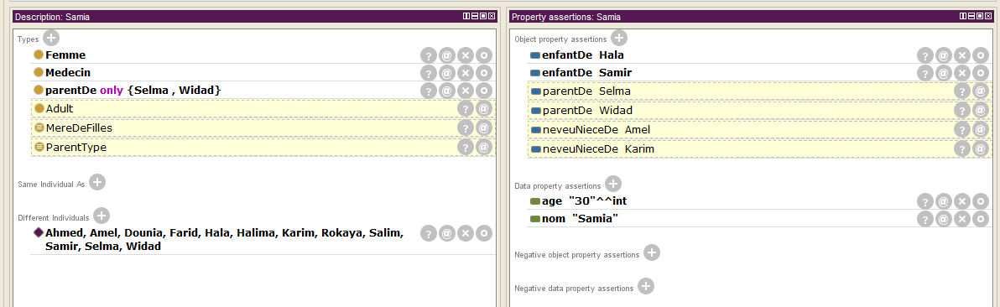 Description: Samia
Types
Femme
Medecin
parentDe only {Selma , Widad}
Adult
MereDeFilles
ParentType
Same Individual As
Different Individuals
Ahmed, Amel, Dounia, Farid, Hala, Halima, Karim, Rokaya, Salim,
Samir, Selma, Widad
Property assertions: Samia
Object property assertions
enfantDe Hala
enfantDe Samir
parentDe Selma
parentDe Widad
neveuNieceDe Amel
neveuNieceDe Karim
Data property assertions
age "30"^^int
nom "Samia"
Negative object property assertions
Negative data property assertions